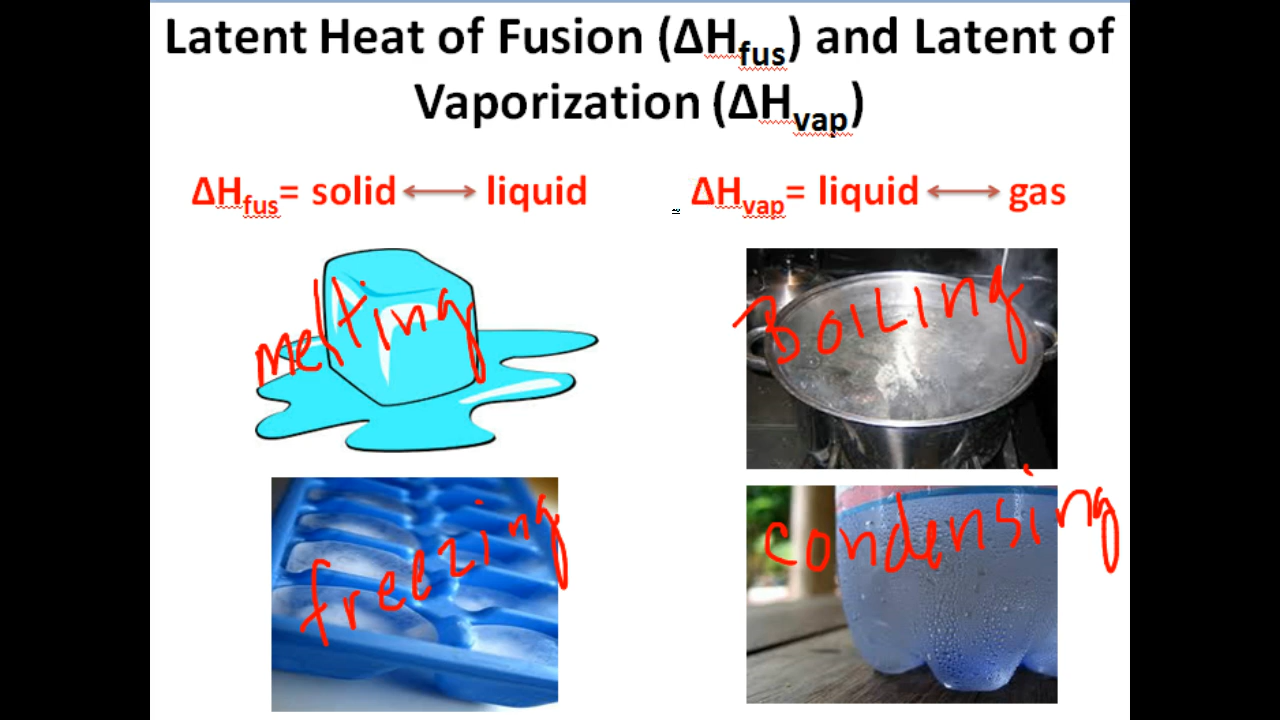 Latent Heat of Fusion (ΔHfus) and Latent of
Vaporization (ΔHvap)
ΔHfus= solid ⟷ liquid
ΔHvap= liquid ⟷ gas
melting
BoiLing
freezing
condensing